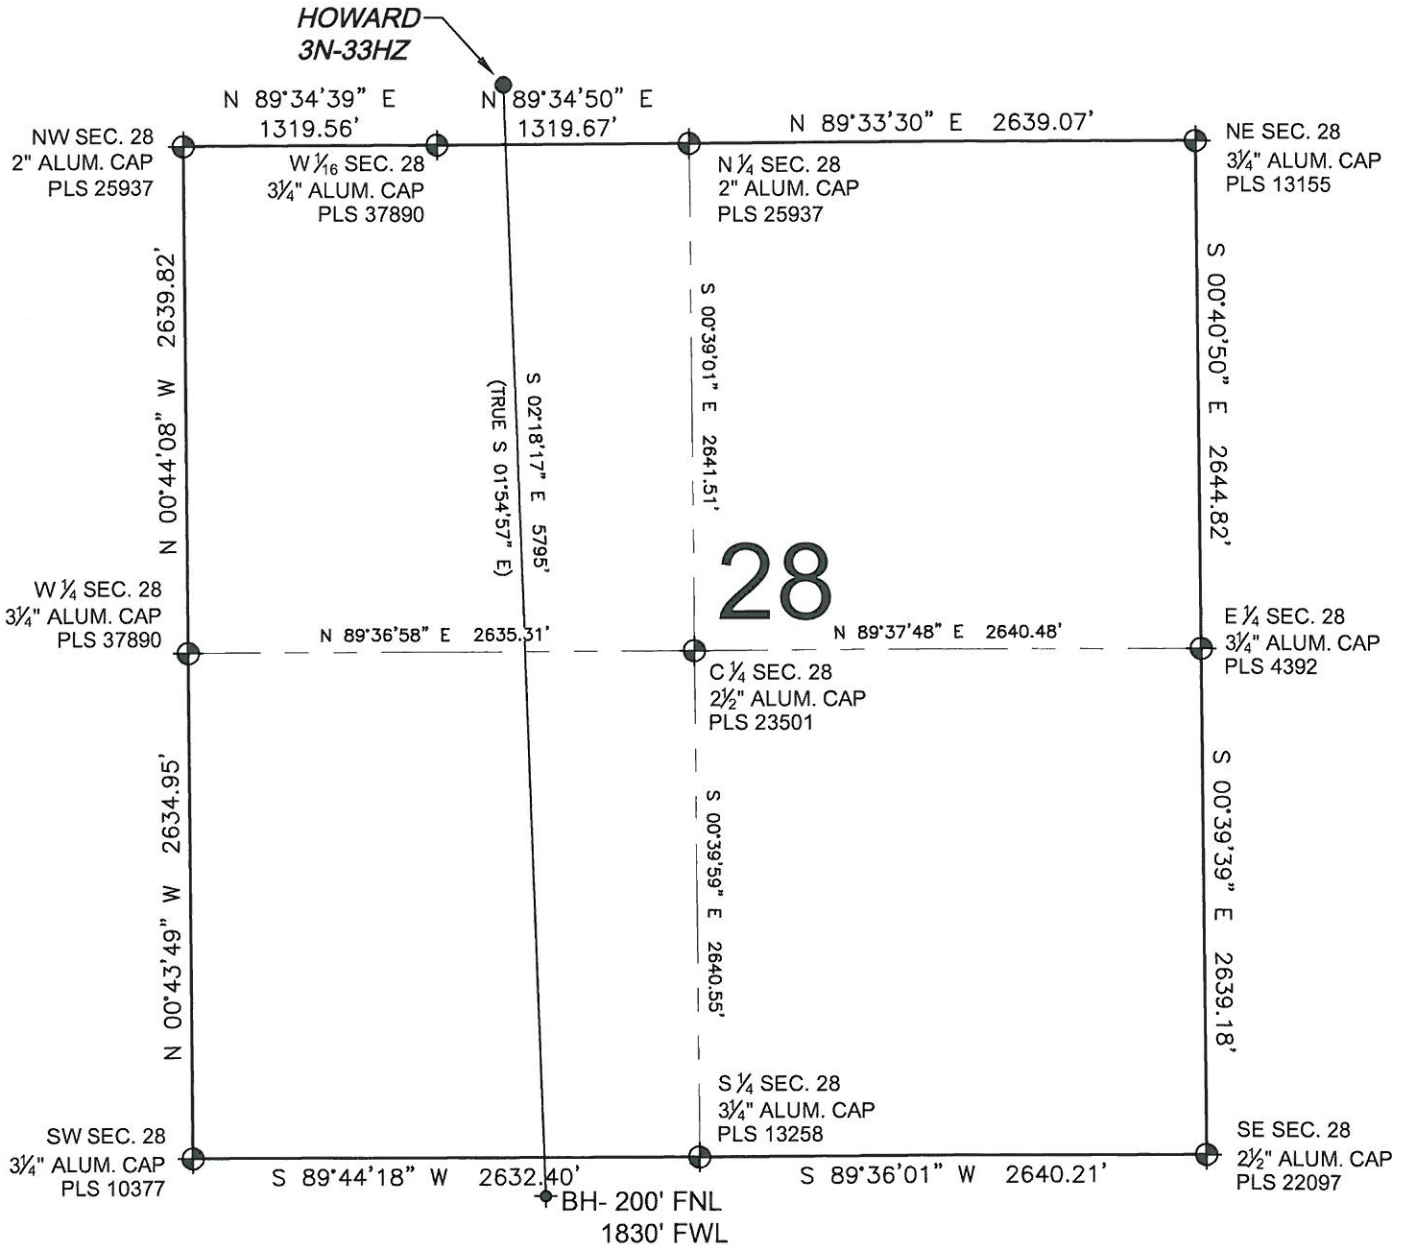 HOWARD
3N-33HZ
N 89°34'39" E
1319.56'
N 89°34'50" E
1319.67'
N 89°33'30" E 2639.07'
NW SEC. 28
2" ALUM. CAP
PLS 25937
W 1/16 SEC. 28
3¼" ALUM. CAP
PLS 37890
N ¼ SEC. 28
2" ALUM. CAP
PLS 25937
NE SEC. 28
3¼" ALUM. CAP
PLS 13155
N 00°44'08" W 2639.82'
S 02°18'17" E 5795'
(TRUE S 01°54'57" E)
S 00°39'01" E 2641.51'
S 00°40'50" E 2644.82'
28
W ¼ SEC. 28
3¼" ALUM. CAP
PLS 37890
N 89°36'58" E 2635.31'
N 89°37'48" E 2640.48'
E ¼ SEC. 28
3¼" ALUM. CAP
PLS 4392
C ¼ SEC. 28
2½" ALUM. CAP
PLS 23501
N 00°43'49" W 2634.95'
S 00°39'59" E 2640.55'
S 00°39'39" E 2639.18'
SW SEC. 28
3¼" ALUM. CAP
PLS 10377
S ¼ SEC. 28
3¼" ALUM. CAP
PLS 13258
SE SEC. 28
2½" ALUM. CAP
PLS 22097
S 89°44'18" W 2632.40'
S 89°36'01" W 2640.21'
BH- 200' FNL
1830' FWL